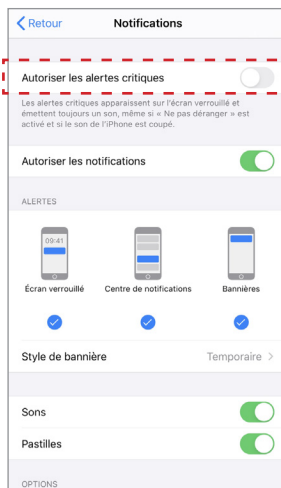 Retour Notifications
Autoriser les alertes critiques
Les alertes critiques apparaissent sur l'écran verrouillé et
émettent toujours un son, même si « Ne pas déranger » est
activé et si le son de l'iPhone est coupé.
Autoriser les notifications
ALERTES
09:41
Écran verrouillé Centre de notifications Bannières
Style de bannière Temporaire
Sons
Pastilles
OPTIONS